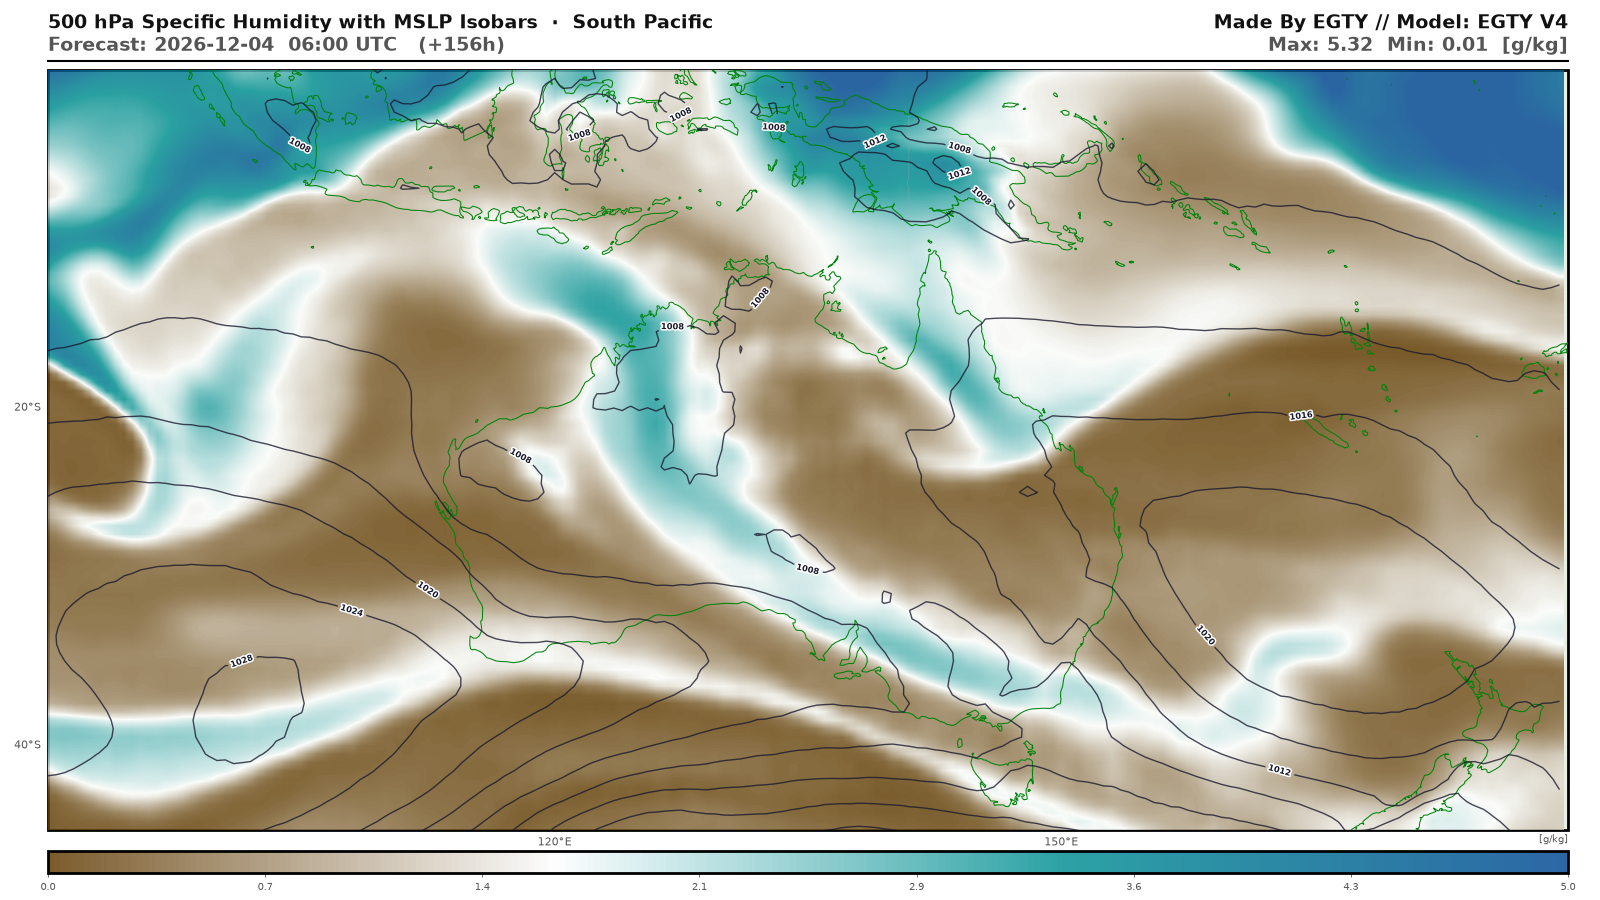 500 hPa Specific Humidity with MSLP Isobars · South Pacific
Made By EGTY // Model: EGTY V4
Forecast: 2026-12-04 06:00 UTC (+156h)
Max: 5.32 Min: 0.01 [g/kg]
1008
1008
1008
1008
1012
1008
1012
1008
1008
1008
20°S
1016
1008
1008
1020
1024
1020
1028
40°S
1012
120°E
150°E
[g/kg]
0.0
0.7
1.4
2.1
2.9
3.6
4.3
5.0